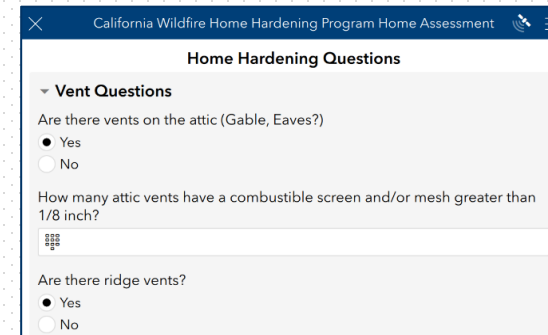 California Wildfire Home Hardening Program Home Assessment
Home Hardening Questions
Vent Questions
Are there vents on the attic (Gable, Eaves?)
Yes
No
How many attic vents have a combustible screen and/or mesh greater than
1/8 inch?
Are there ridge vents?
Yes
No